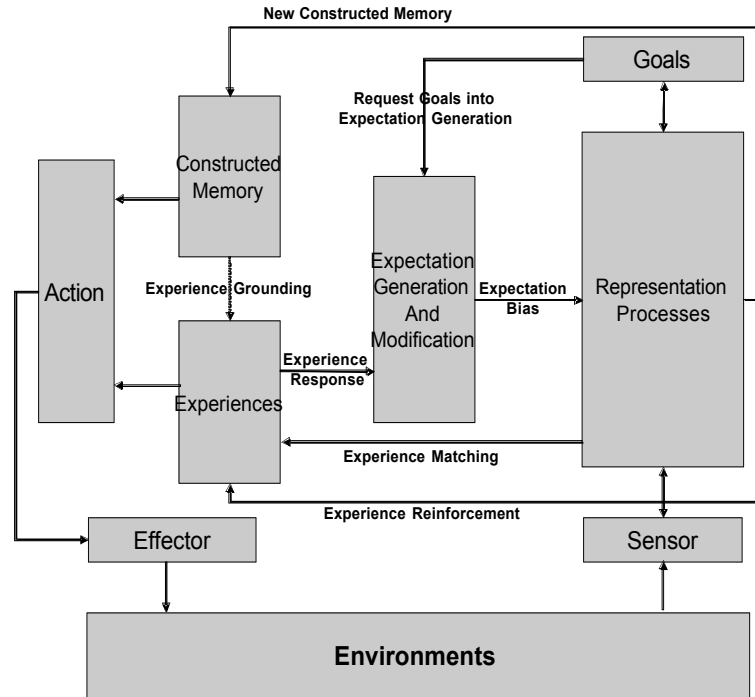 New Constructed Memory
Goals
Request Goals into
Expectation Generation
Constructed
Memory
Action
Experience Grounding
Expectation
Generation
And
Modification
Expectation
Bias
Representation
Processes
Experience
Response
Experiences
Experience Matching
Experience Reinforcement
Effector
Sensor
Environments